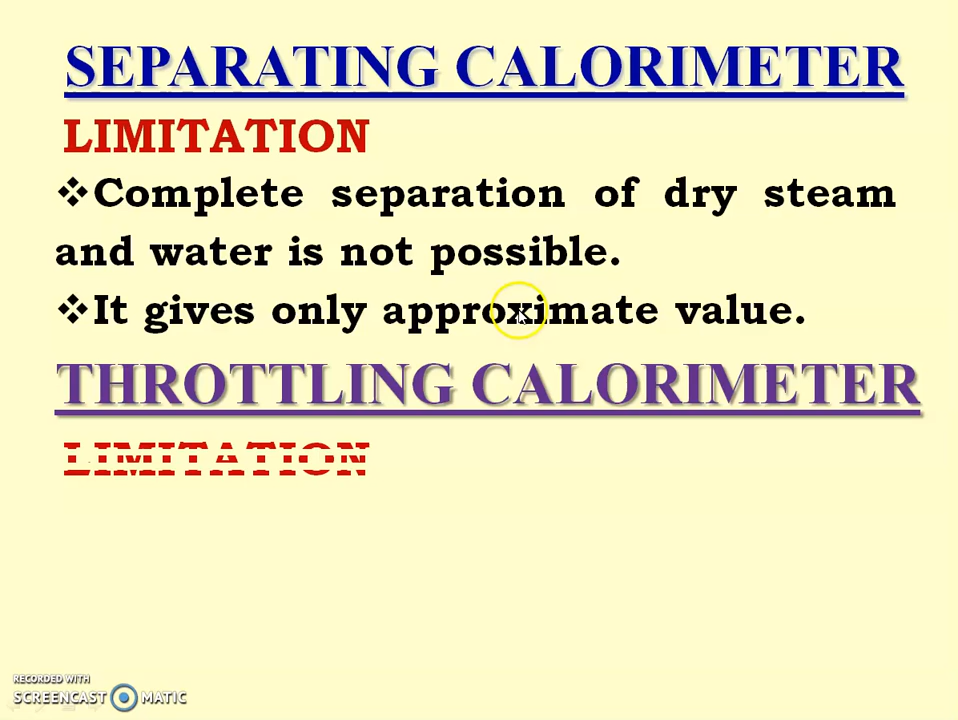 SEPARATING CALORIMETER
LIMITATION
❖Complete separation of dry steam
and water is not possible.
❖It gives only approximate value.
THROTTLING CALORIMETER
LIMITATION
RECORDED WITH
SCREENCAST MATIC